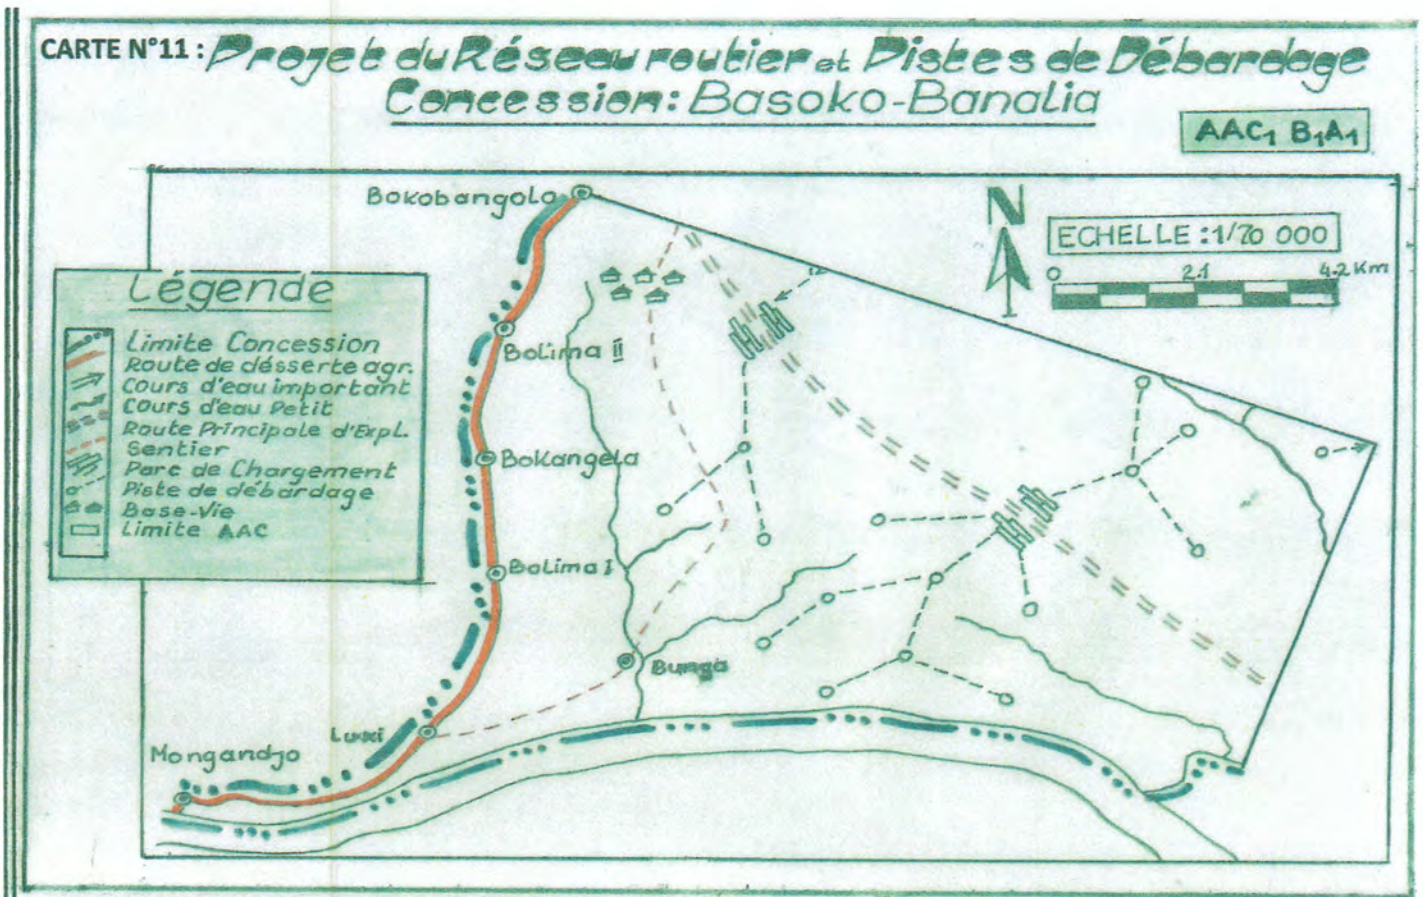 CARTE N°11 : Projet du Réseau routier et Pistes de Débardage
Concession: Basoko-Banalia
AAC1 B1A1
Bokobangolo
N
ECHELLE : 1/70 000
0 2.1 4.2 Km
Légende
Limite Concession
Route de désserte agr.
Cours d'eau important
Cours d'eau Petit
Route Principale d'Expl.
Sentier
Parc de Chargement
Piste de débardage
Base-Vie
Limite AAC
Bolima II
Bokangela
Bolima I
Bunga
Mongandjo